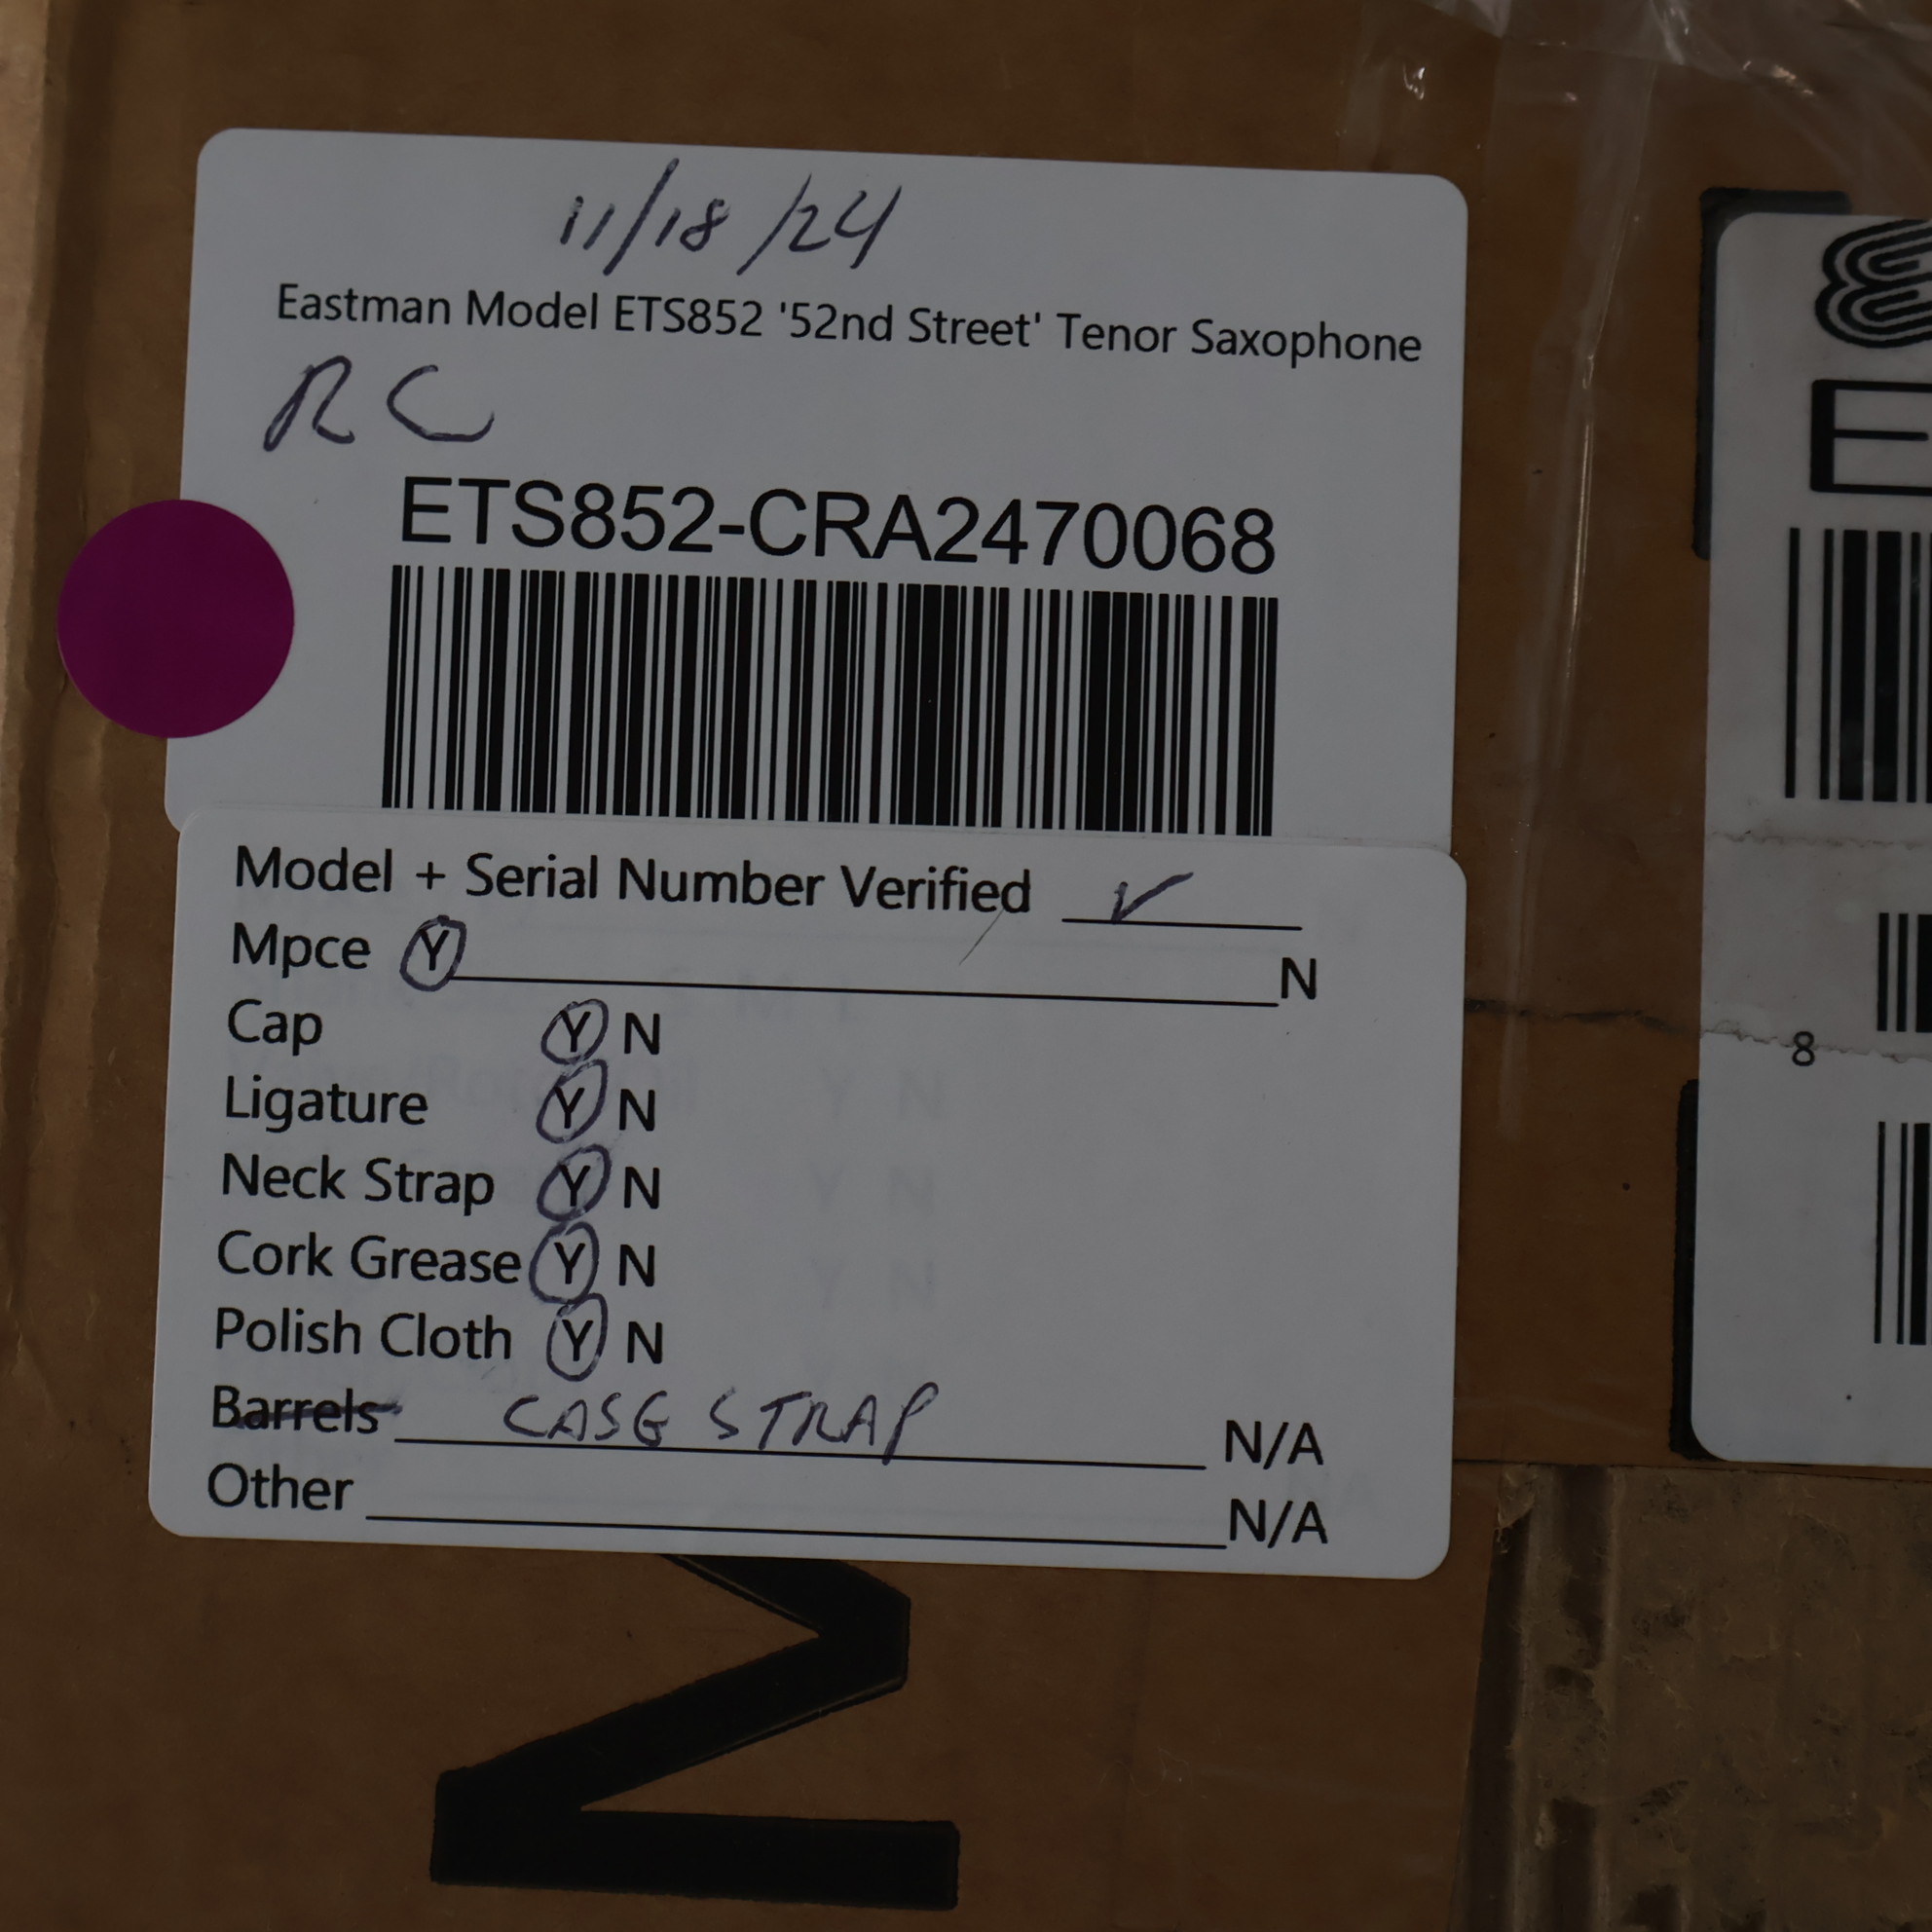 11/18/24
Eastman Model ETS852 '52nd Street' Tenor Saxophone
RC
ETS852-CRA2470068
Model + Serial Number Verified ✓
Mpce Y N
Cap Y N
Ligature Y N
Neck Strap Y N
Cork Grease Y N
Polish Cloth Y N
Barrels CASE STRAP N/A
Other N/A
E
8
M